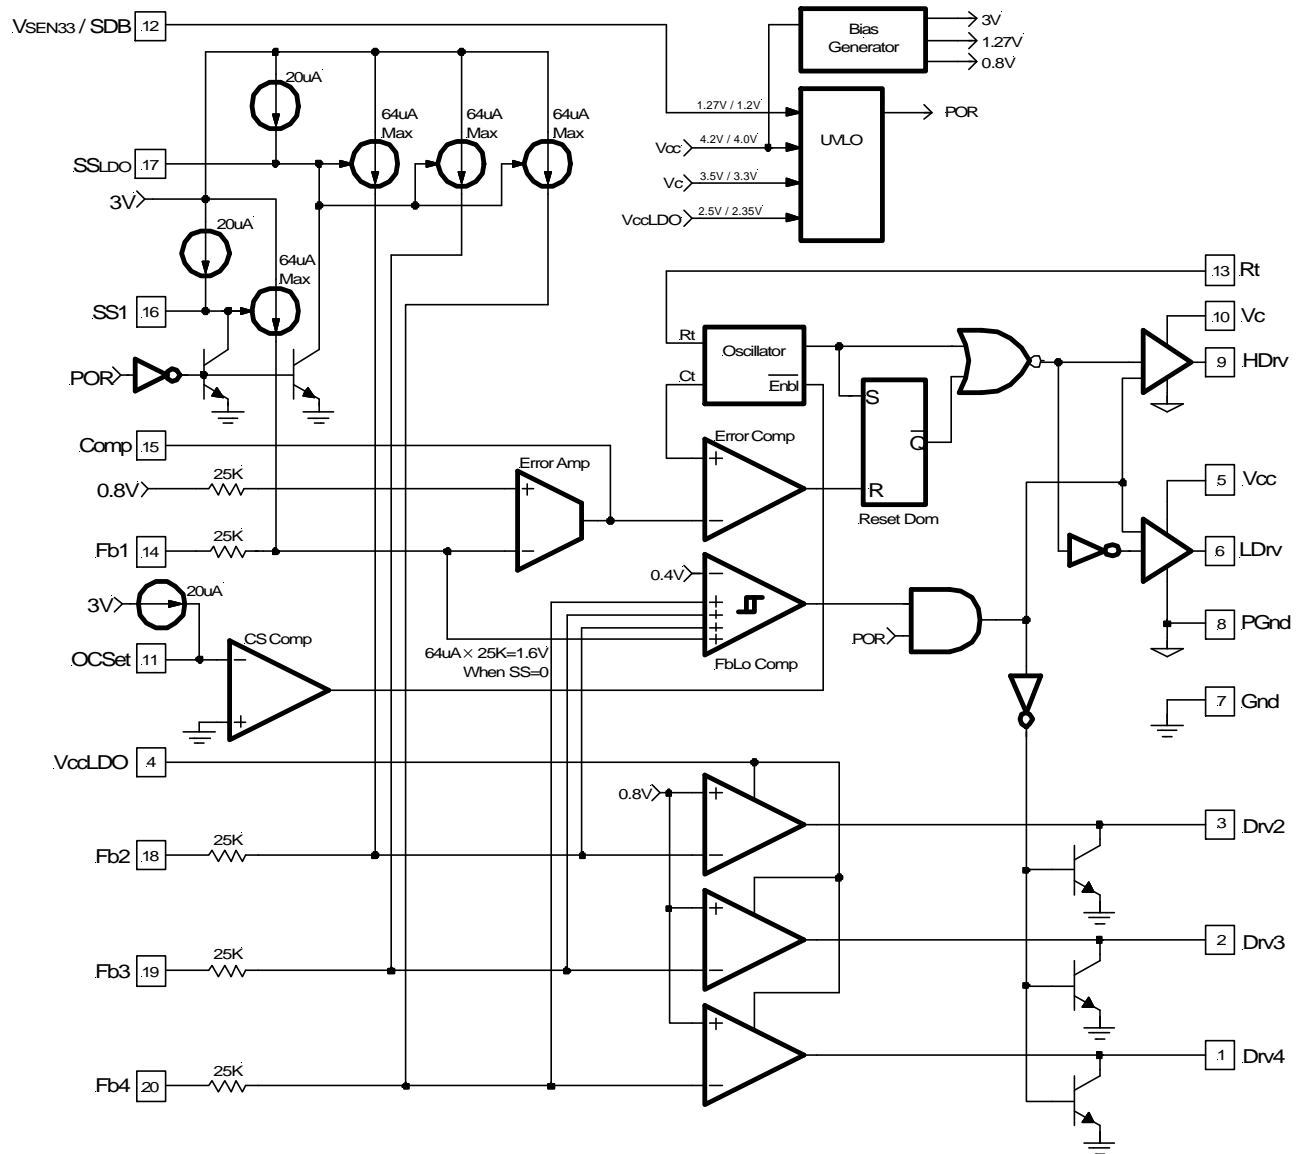 VSEN33 / SDB
12
Bias
Generator
3V
1.27V
0.8V
20uA
64uA
Max
64uA
Max
64uA
Max
1.27V / 1.2V
UVLO
POR
Vcc
4.2V / 4.0V
SSLDO
17
Vc
3.5V / 3.3V
3V
VccLDO
2.5V / 2.35V
20uA
64uA
Max
13
Rt
SS1
16
10
Vc
Rt
Oscillator
9
HDrv
POR
Ct
Enbl
S
Error Comp
Q
Comp
15
+
Error Amp
25K
0.8V
+
R
5
Vcc
Reset Dom
25K
−
Fb1
14
−
6
LDrv
0.4V
−
20uA
3V
+
+
+
+
POR
8
PGnd
CS Comp
OCSet
11
−
64uA × 25K=1.6V
When SS=0
FbLo Comp
7
Gnd
+
VccLDO
4
0.8V
+
3
Drv2
25K
Fb2
18
−
+
2
Drv3
25K
Fb3
19
−
+
1
Drv4
25K
Fb4
20
−